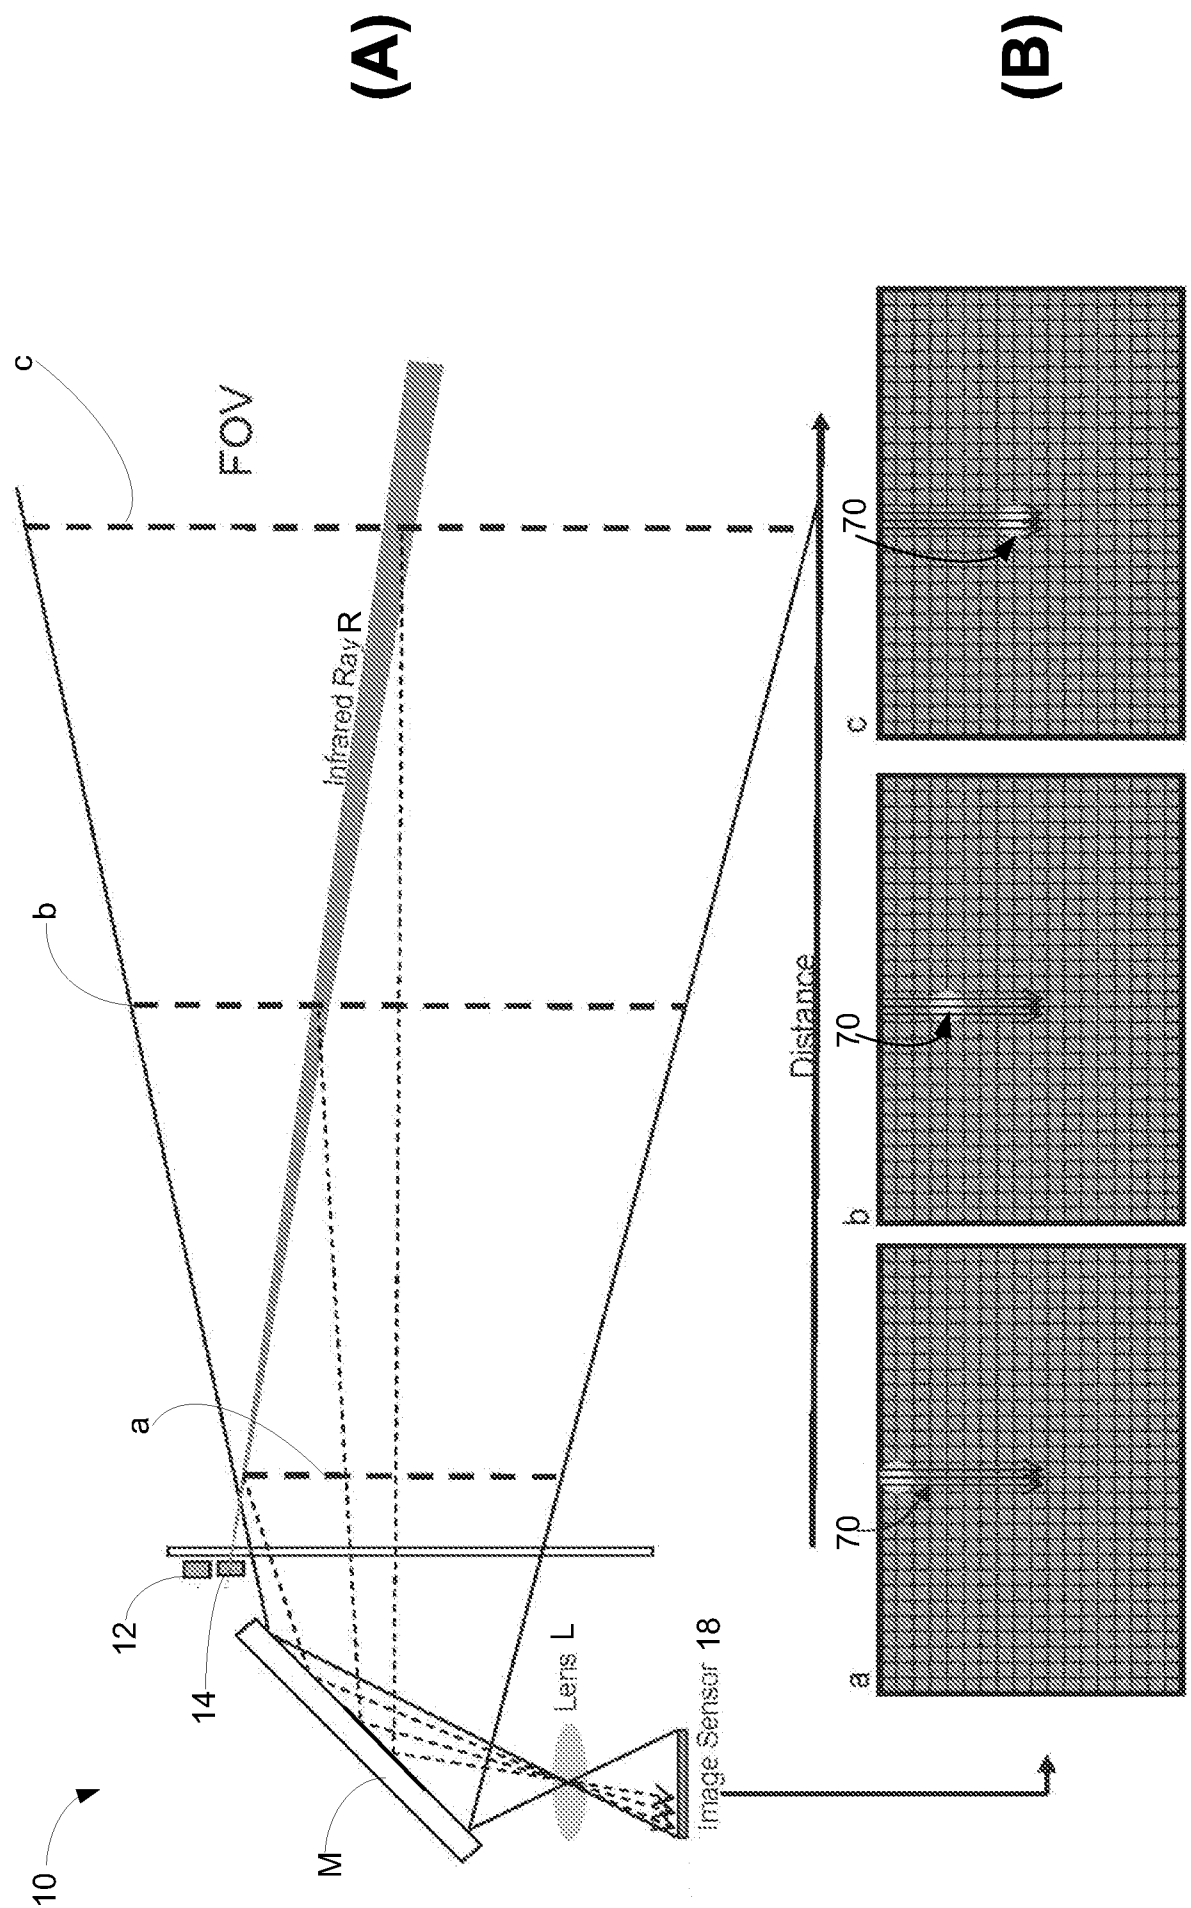 10
12
14
M
a
b
c
FOV
Infrared Ray R
Lens L
Image Sensor 18
Distance
(A)
a
70
b
70
c
70
(B)